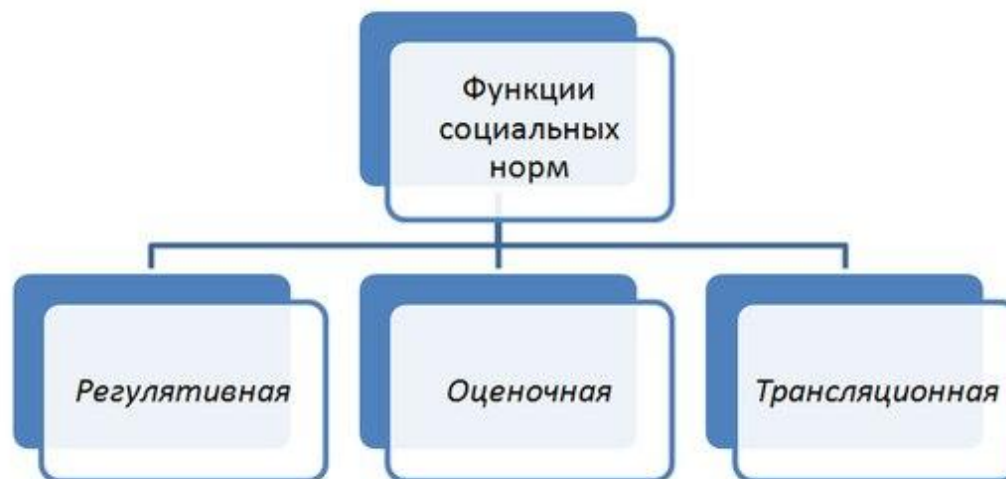 Функции
социальных
норм
Регулятивная
Оценочная
Трансляционная